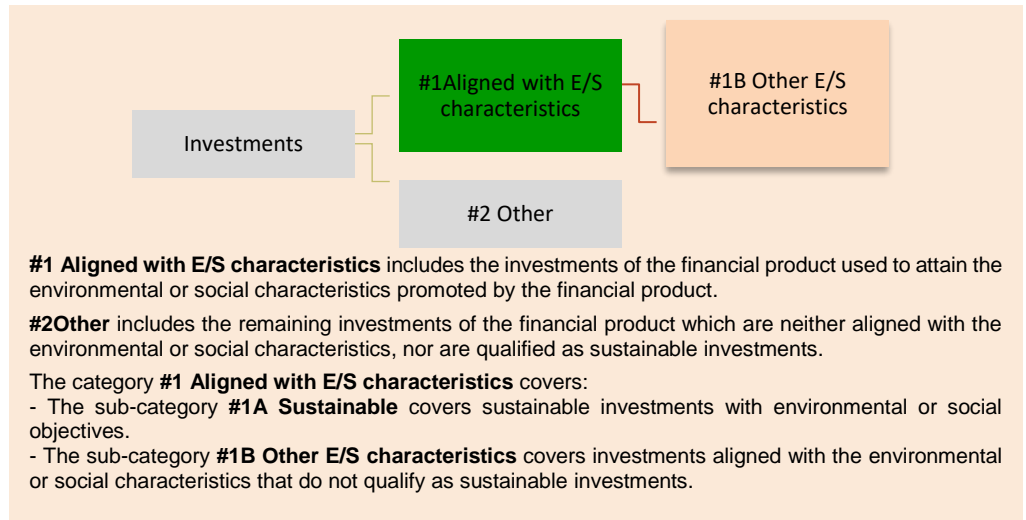 #1Aligned with E/S
characteristics
#1B Other E/S
characteristics
Investments
#2 Other
#1 Aligned with E/S characteristics includes the investments of the financial product used to attain the
environmental or social characteristics promoted by the financial product.
#2Other includes the remaining investments of the financial product which are neither aligned with the
environmental or social characteristics, nor are qualified as sustainable investments.
The category #1 Aligned with E/S characteristics covers:
- The sub-category #1A Sustainable covers sustainable investments with environmental or social
objectives.
- The sub-category #1B Other E/S characteristics covers investments aligned with the environmental
or social characteristics that do not qualify as sustainable investments.